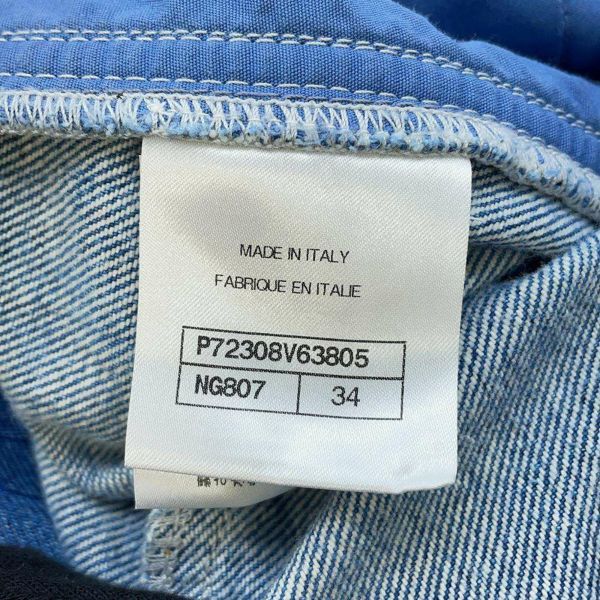 MADE IN ITALY
FABRIQUE EN ITALIE
P72308V63805
NG807 34